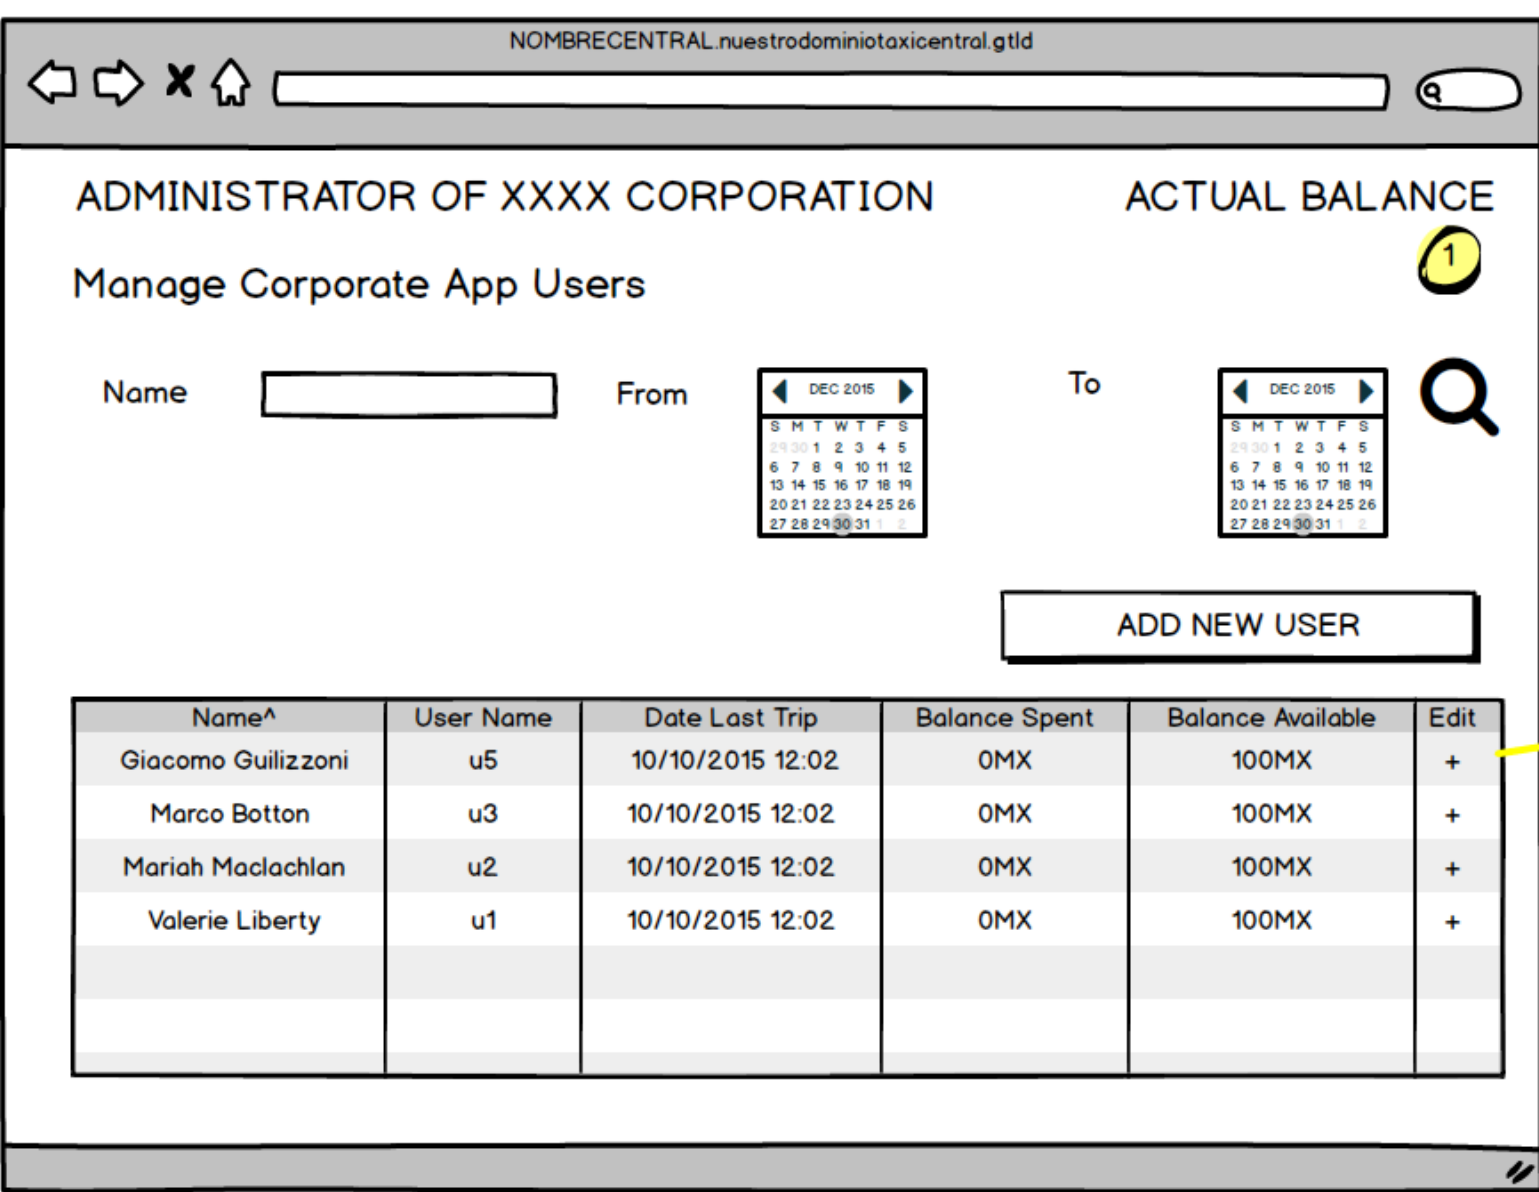 NOMBRECENTRAL.nuestrodominiotaxicentral.gtld
ADMINISTRATOR OF XXXX CORPORATION ACTUAL BALANCE
1
Manage Corporate App Users
Name From To
DEC 2015 DEC 2015
S M T W T F S S M T W T F S
29 30 1 2 3 4 5 29 30 1 2 3 4 5
6 7 8 9 10 11 12 6 7 8 9 10 11 12
13 14 15 16 17 18 19 13 14 15 16 17 18 19
20 21 22 23 24 25 26 20 21 22 23 24 25 26
27 28 29 30 31 1 2 27 28 29 30 31 1 2
ADD NEW USER
Name^ User Name Date Last Trip Balance Spent Balance Available Edit
Giacomo Guilizzoni u5 10/10/2015 12:02 0MX 100MX +
Marco Botton u3 10/10/2015 12:02 0MX 100MX +
Mariah Maclachlan u2 10/10/2015 12:02 0MX 100MX +
Valerie Liberty u1 10/10/2015 12:02 0MX 100MX +